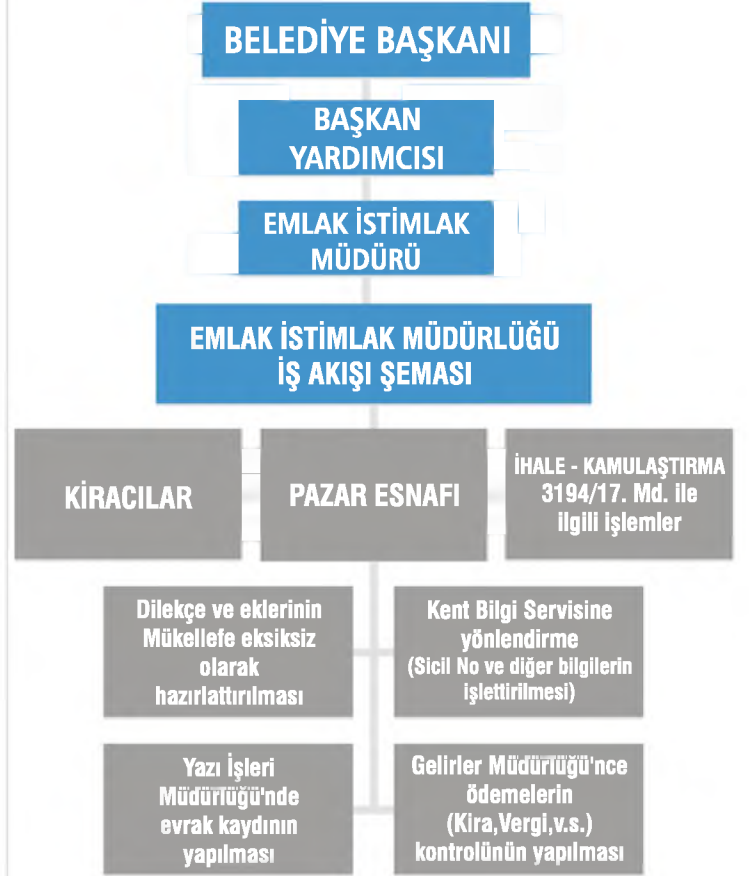 BELEDİYE BAŞKANI
BAŞKAN
YARDIMCISI
EMLAK İSTİMLAK
MÜDÜRÜ
EMLAK İSTİMLAK MÜDÜRLÜĞÜ
İŞ AKIŞI ŞEMASI
KİRACILAR
PAZAR ESNAFI
İHALE - KAMULAŞTIRMA
3194/17. Md. ile
ilgili işlemler
Dilekçe ve eklerinin
Mükellefe eksiksiz
olarak
hazırlattırılması
Kent Bilgi Servisine
yönlendirme
(Sicil No ve diğer bilgilerin
işlettirilmesi)
Yazı İşleri
Müdürlüğü'nde
evrak kaydının
yapılması
Gelirler Müdürlüğü'nce
ödemelerin
(Kira,Vergi,v.s.)
kontrolünün yapılması